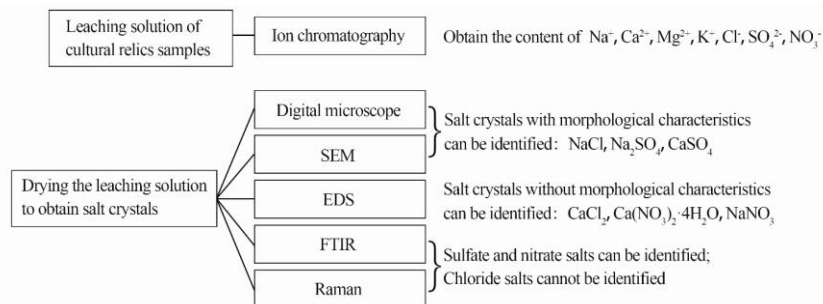 Leaching solution of
cultural relics samples
Ion chromatography
Obtain the content of Na⁺, Ca²⁺, Mg²⁺, K⁺, Cl⁻, SO₄²⁻, NO₃⁻
Drying the leaching solution
to obtain salt crystals
Digital microscope
SEM
Salt crystals with morphological characteristics
can be identified: NaCl, Na₂SO₄, CaSO₄
EDS
Salt crystals without morphological characteristics
can be identified: CaCl₂, Ca(NO₃)₂·4H₂O, NaNO₃
FTIR
Raman
Sulfate and nitrate salts can be identified;
Chloride salts cannot be identified